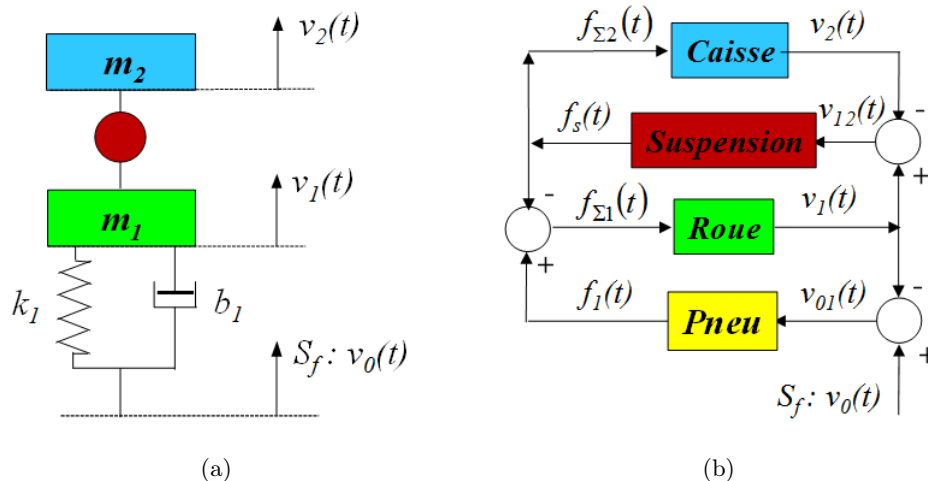 v2(t)
m2
v1(t)
m1
k1
b1
Sf: v0(t)
(a)
fΣ2(t)
Caisse
v2(t)
-
fs(t)
Suspension
v12(t)
+
-
fΣ1(t)
Roue
v1(t)
+
f1(t)
Pneu
v01(t)
-
+
Sf: v0(t)
(b)